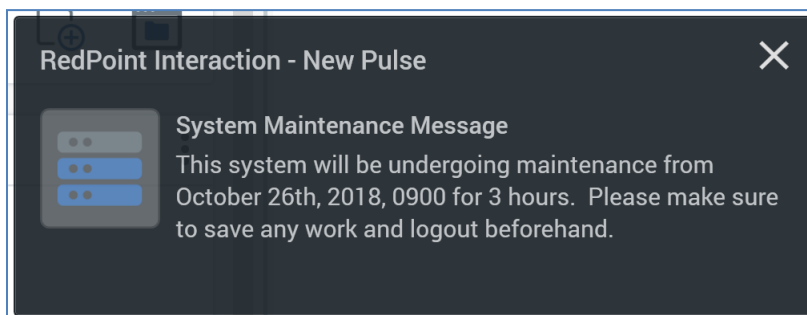 RedPoint Interaction - New Pulse
System Maintenance Message
This system will be undergoing maintenance from
October 26th, 2018, 0900 for 3 hours.  Please make sure
to save any work and logout beforehand.